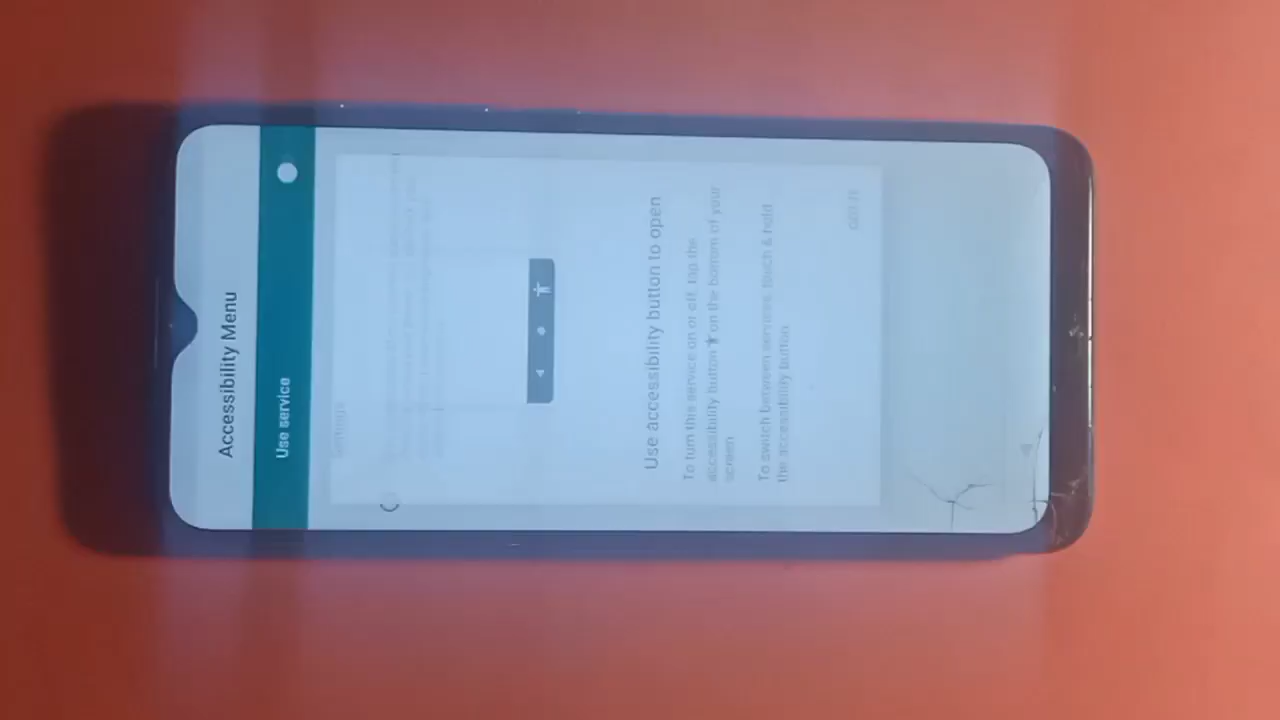 Accessibility Menu
Use service
Settings
Use accessibility button to open
To turn this service on or off, tap the
accessibility button on the bottom of your
screen
To switch between services, touch & hold
the accessibility button
GOT IT